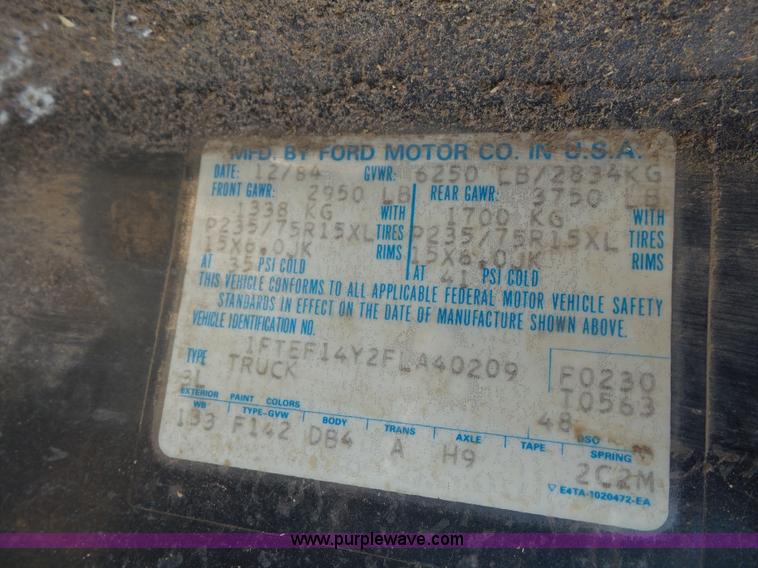 MFD. BY FORD MOTOR CO. IN U.S.A.
DATE: 12/84 GVWR: 6250 LB/2834KG
FRONT GAWR: 2950 LB REAR GAWR: 3750 LB
1338 KG WITH 1700 KG WITH
P235/75R15XL TIRES P235/75R15XL TIRES
15X6.0JK RIMS 15X6.0JK RIMS
AT 35 PSI COLD AT 41 PSI COLD
THIS VEHICLE CONFORMS TO ALL APPLICABLE FEDERAL MOTOR VEHICLE SAFETY
STANDARDS IN EFFECT ON THE DATE OF MANUFACTURE SHOWN ABOVE.
VEHICLE IDENTIFICATION NO.
1FTEF14Y2FLA40209
TYPE TRUCK F0230
T0563
EXTERIOR PAINT COLORS 48 DSO
WB TYPE-GVW BODY TRANS AXLE TAPE SPRING
133 F142 DB4 A H9 2C2M
E4TA-1020472-EA
www.purplewave.com